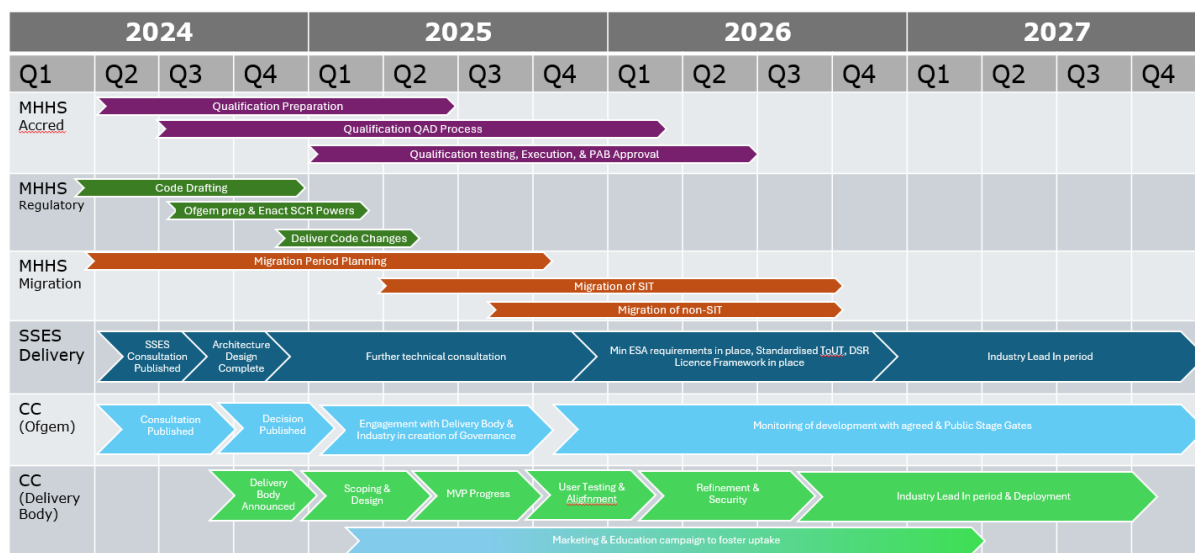 2024 2025 2026 2027
Q1 Q2 Q3 Q4 Q1 Q2 Q3 Q4 Q1 Q2 Q3 Q4 Q1 Q2 Q3 Q4
MHHS
Accred
Qualification Preparation
Qualification QAD Process
Qualification testing, Execution, & PAB Approval
MHHS
Regulatory
Code Drafting
Ofgem prep & Enact SCR Powers
Deliver Code Changes
MHHS
Migration
Migration Period Planning
Migration of SIT
Migration of non-SIT
SSES
Delivery
SSES
Consultation
Published
Architecture
Design
Complete
Further technical consultation
Min ESA requirements in place, Standardised ToUT, DSR
Licence Framework in place
Industry Lead In period
CC
(Ofgem)
Consultation
Published
Decision
Published
Engagement with Delivery Body &
Industry in creation of Governance
Monitoring of development with agreed & Public Stage Gates
CC
(Delivery
Body)
Delivery
Body
Announced
Scoping &
Design
MVP Progress
User Testing &
Aligfnment
Refinement &
Security
Industry Lead In period & Deployment
Marketing & Education campaign to foster uptake